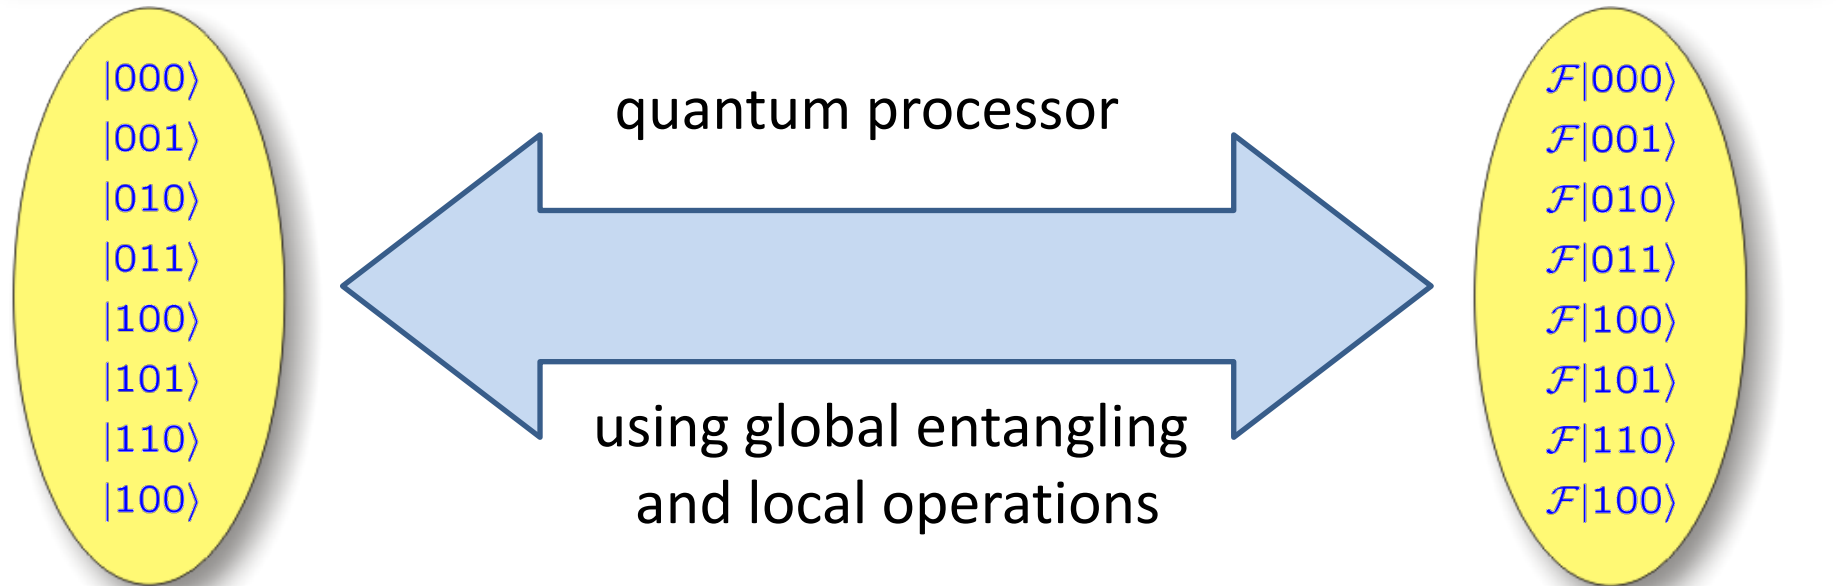 |000⟩
|001⟩
|010⟩
|011⟩
|100⟩
|101⟩
|110⟩
|100⟩
quantum processor
using global entangling
and local operations
ℱ|000⟩
ℱ|001⟩
ℱ|010⟩
ℱ|011⟩
ℱ|100⟩
ℱ|101⟩
ℱ|110⟩
ℱ|100⟩